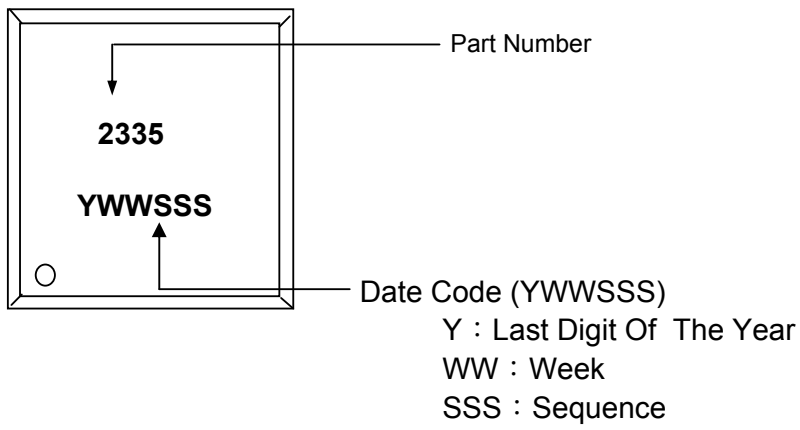 Part Number
2335
YWWSSS
Date Code (YWWSSS)
Y：Last Digit Of The Year
WW：Week
SSS：Sequence